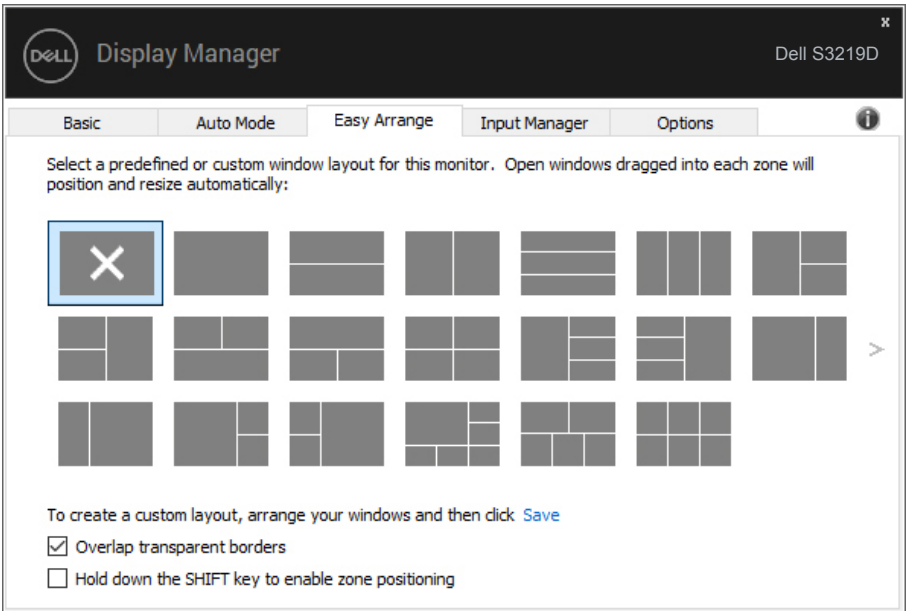 x
DELL
Display Manager
Dell S3219D
Basic
Auto Mode
Easy Arrange
Input Manager
Options
Select a predefined or custom window layout for this monitor. Open windows dragged into each zone will
position and resize automatically:
>
To create a custom layout, arrange your windows and then click Save
Overlap transparent borders
Hold down the SHIFT key to enable zone positioning